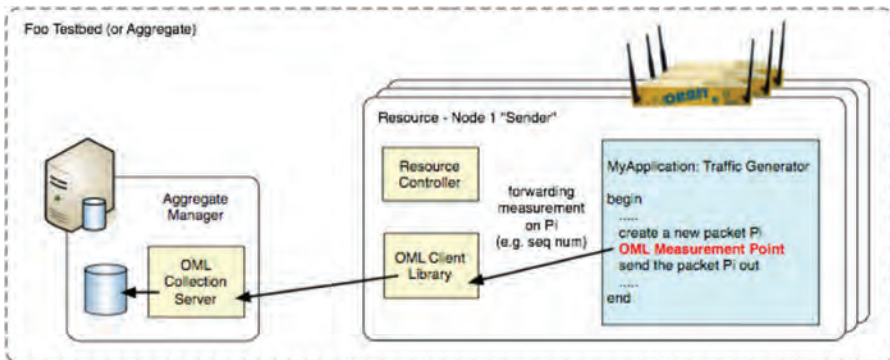 Foo Testbed (or Aggregate)
Aggregate
Manager
OML
Collection
Server
Resource - Node 1 "Sender"
Resource
Controller
OML Client
Library
forwarding
measurement
on Pi
(e.g. seq num)
MyApplication: Traffic Generator
begin
.....
create a new packet Pi
OML Measurement Point
send the packet Pi out
.....
end